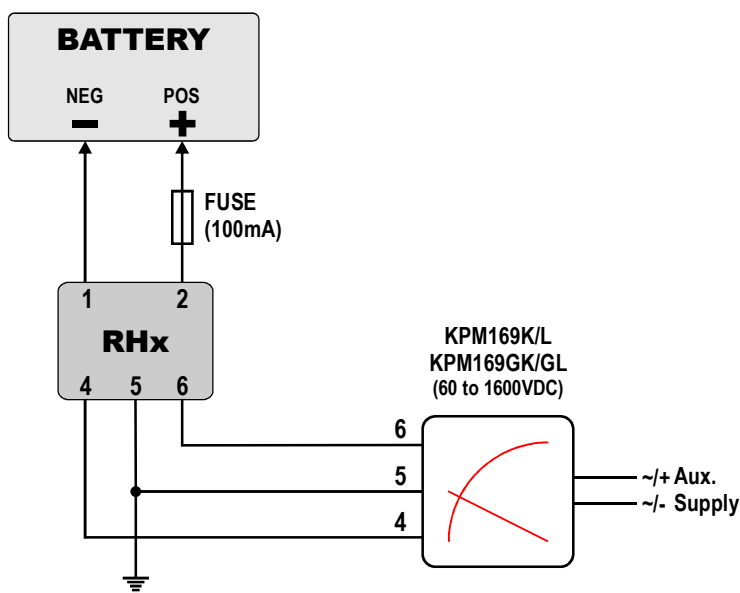 BATTERY
NEG POS
− +
FUSE
(100mA)
1 2
RHx
4 5 6
KPM169K/L
KPM169GK/GL
(60 to 1600VDC)
6
5
4
~/+ Aux.
~/- Supply